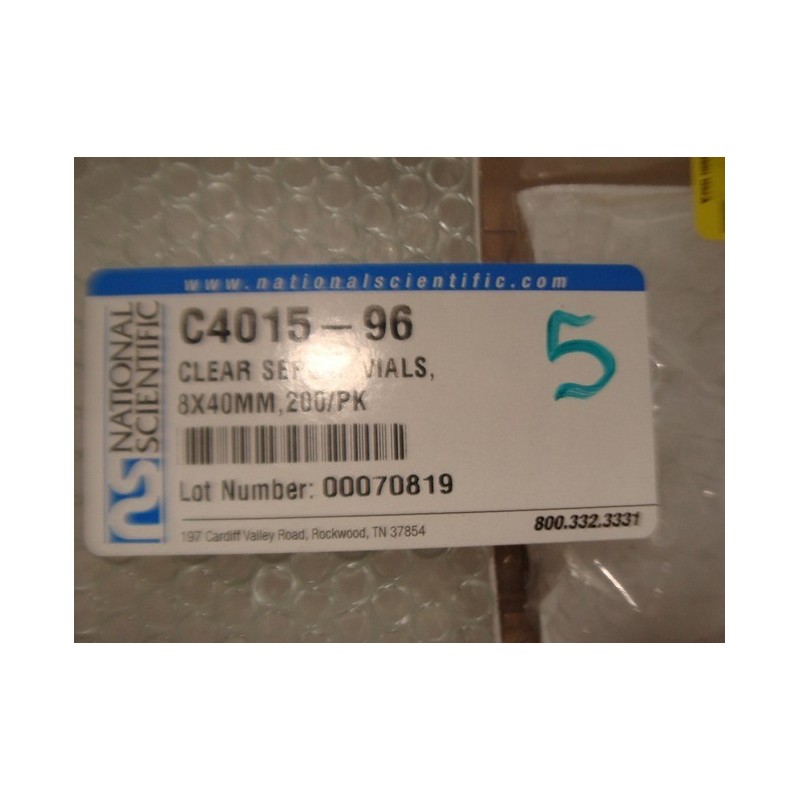 www.nationalscientific.com
NATIONAL
SCIENTIFIC
C4015-96
CLEAR VIALS,
8X40MM,200/PK
Lot Number: 00070819
197 Cardiff Valley Road, Rockwood, TN 37854
800.332.3331
5